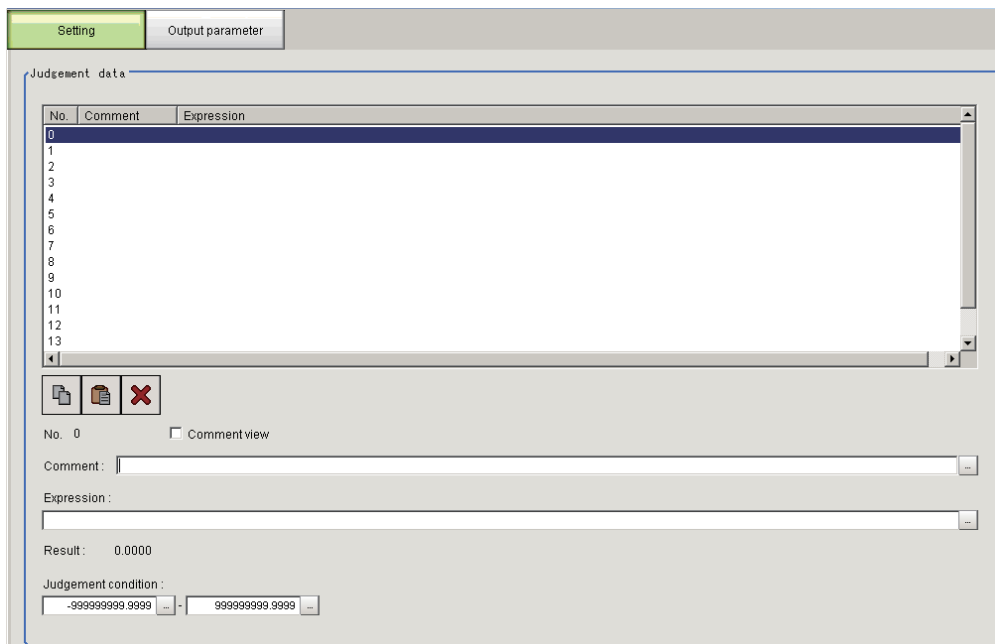 Setting Output parameter
Judgement data
No. Comment Expression
0
1
2
3
4
5
6
7
8
9
10
11
12
13
No. 0 Comment view
Comment : ...
Expression :
...
Result : 0.0000
Judgement condition :
-999999999.9999 ... - 999999999.9999 ...